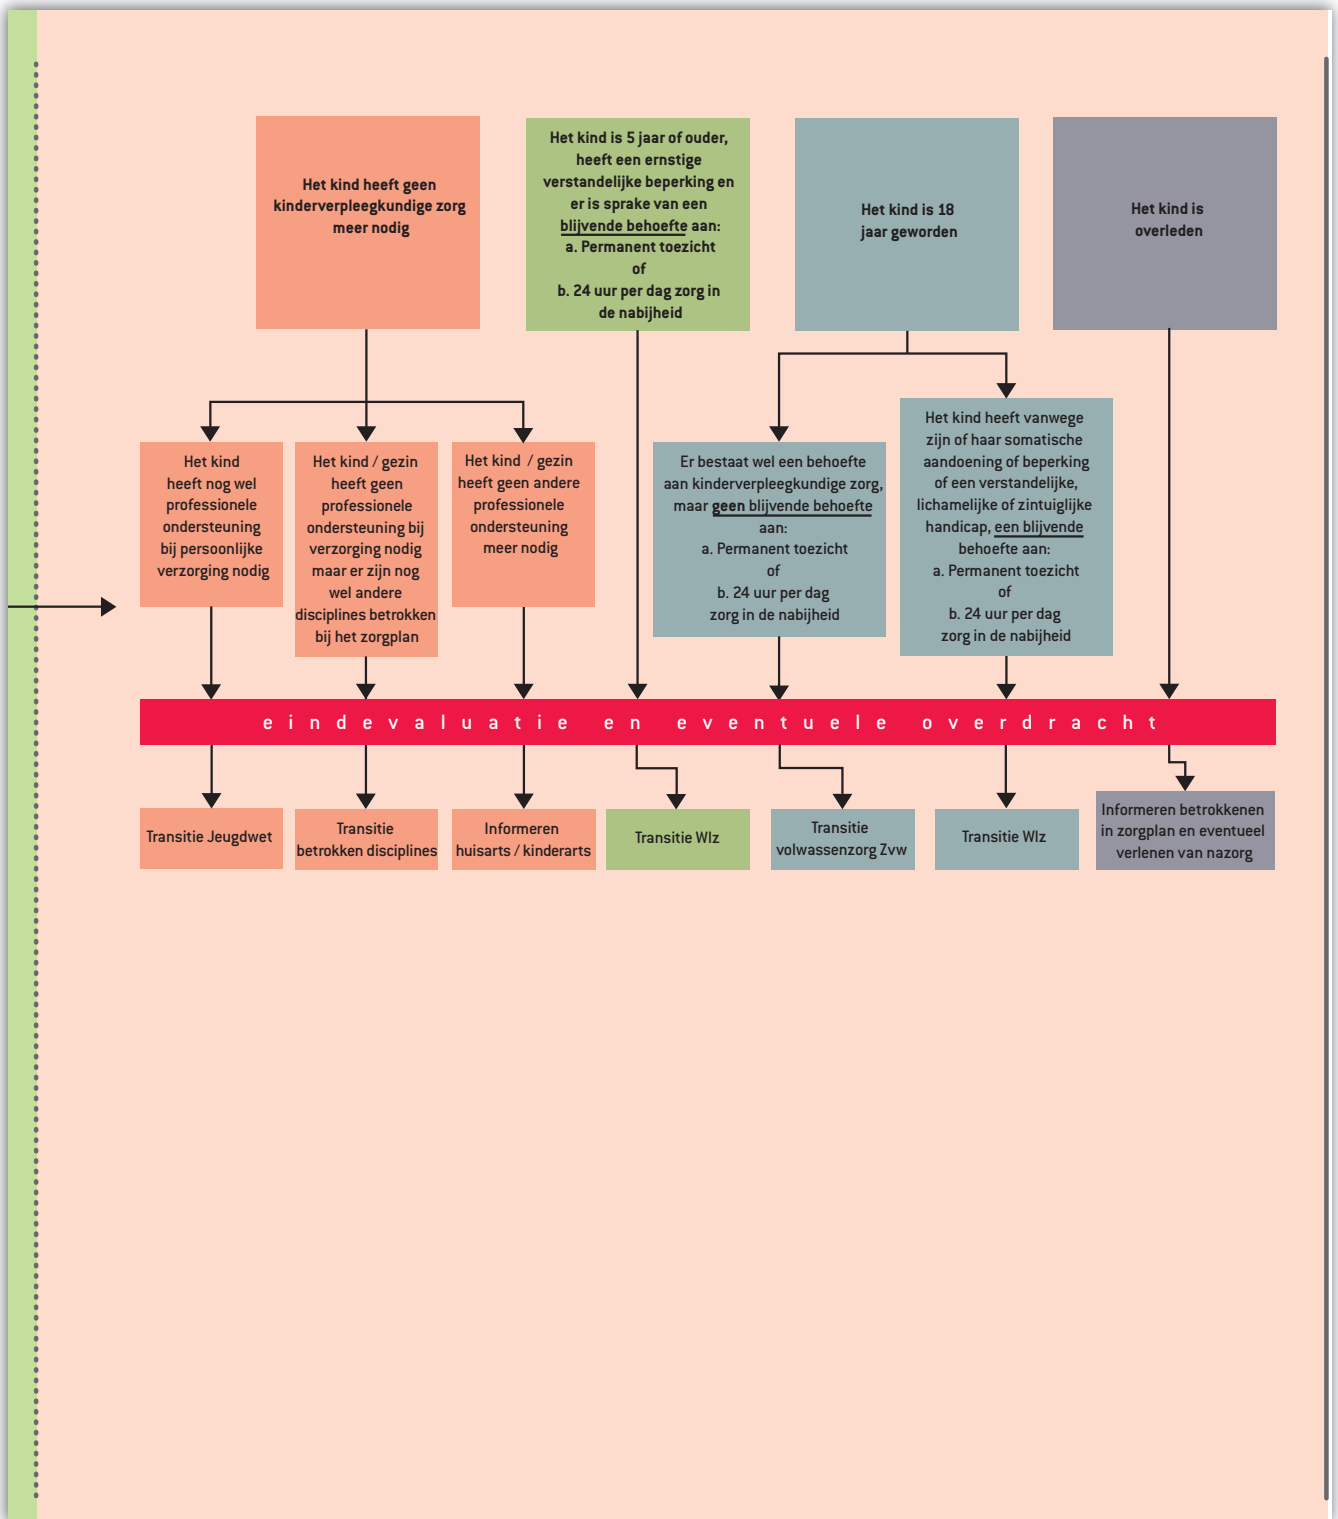 Het kind heeft geen
kinderverpleegkundige zorg
meer nodig
Het kind is 5 jaar of ouder,
heeft een ernstige
verstandelijke beperking en
er is sprake van een
blijvende behoefte aan:
a. Permanent toezicht
of
b. 24 uur per dag zorg in
de nabijheid
Het kind is 18
jaar geworden
Het kind is
overleden
Het kind
heeft nog wel
professionele
ondersteuning
bij persoonlijke
verzorging nodig
Het kind / gezin
heeft geen
professionele
ondersteuning bij
verzorging nodig
maar er zijn nog
wel andere
disciplines betrokken
bij het zorgplan
Het kind / gezin
heeft geen andere
professionele
ondersteuning
meer nodig
Er bestaat wel een behoefte
aan kinderverpleegkundige zorg,
maar geen blijvende behoefte
aan:
a. Permanent toezicht
of
b. 24 uur per dag
zorg in de nabijheid
Het kind heeft vanwege
zijn of haar somatische
aandoening of beperking
of een verstandelijke,
lichamelijke of zintuiglijke
handicap, een blijvende
behoefte aan:
a. Permanent toezicht
of
b. 24 uur per dag
zorg in de nabijheid
eindevaluatie en eventuele overdracht
Transitie Jeugdwet
Transitie
betrokken disciplines
Informeren
huisarts / kinderarts
Transitie Wlz
Transitie
volwassenzorg Zvw
Transitie Wlz
Informeren betrokkenen
in zorgplan en eventueel
verlenen van nazorg